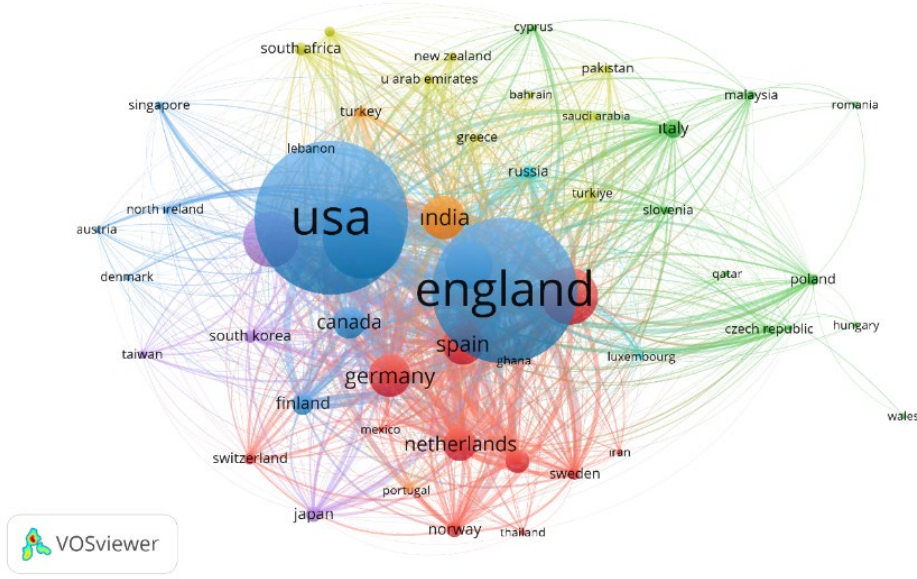 cyprus
south africa
new zealand
pakistan
u arab emirates
malaysia
bahrain
singapore
romania
turkey
saudi arabia
italy
greece
lebanon
russia
türkiye
north ireland
usa
india
slovenia
austria
denmark
qatar
poland
england
canada
hungary
czech republic
south korea
spain
taiwan
ghana
luxembourg
germany
finland
wales
mexico
netherlands
switzerland
iran
sweden
portugal
japan
norway
thailand
VOSviewer